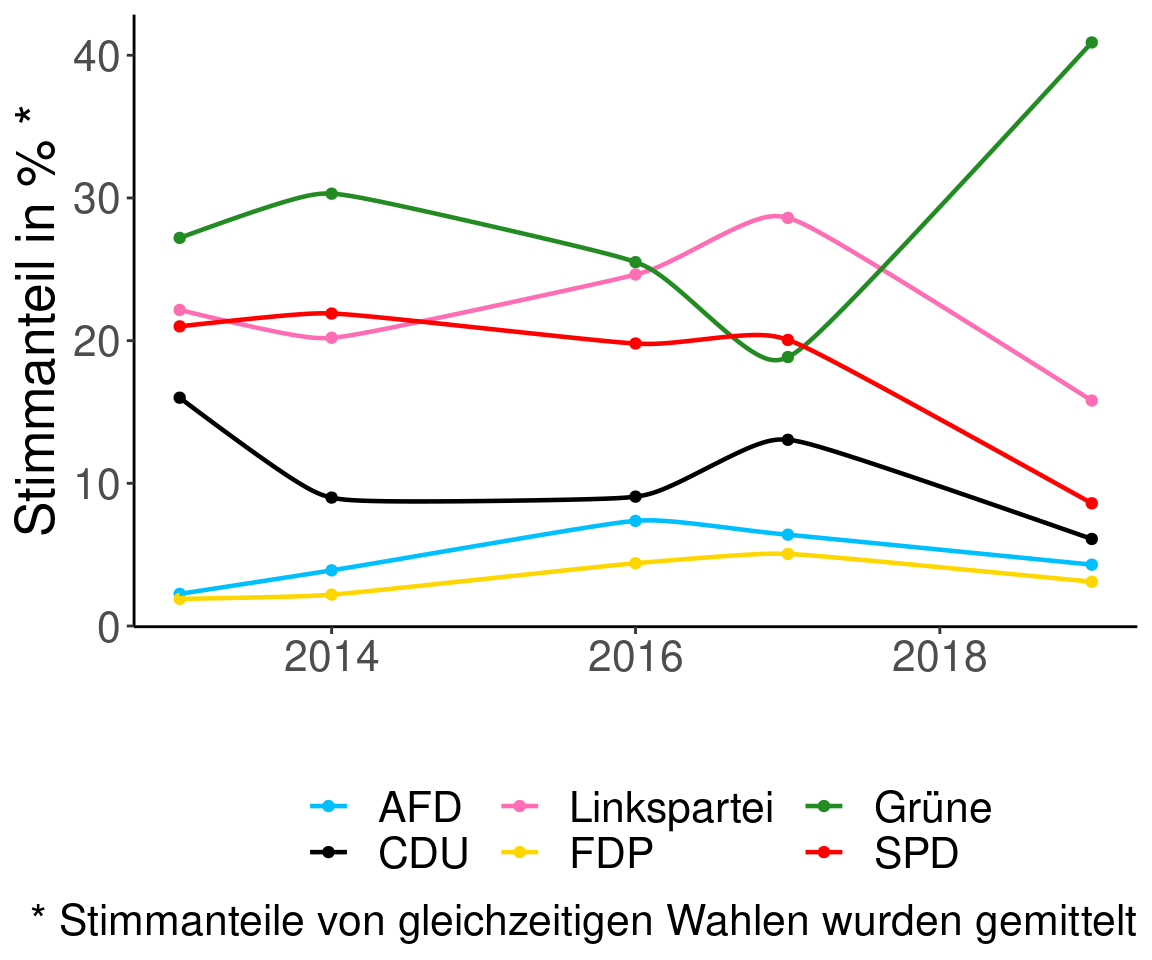 Stimmanteil in % *
40
30
20
10
0
2014 2016 2018
AFD Linkspartei Grüne
CDU FDP SPD
* Stimmanteile von gleichzeitigen Wahlen wurden gemittelt